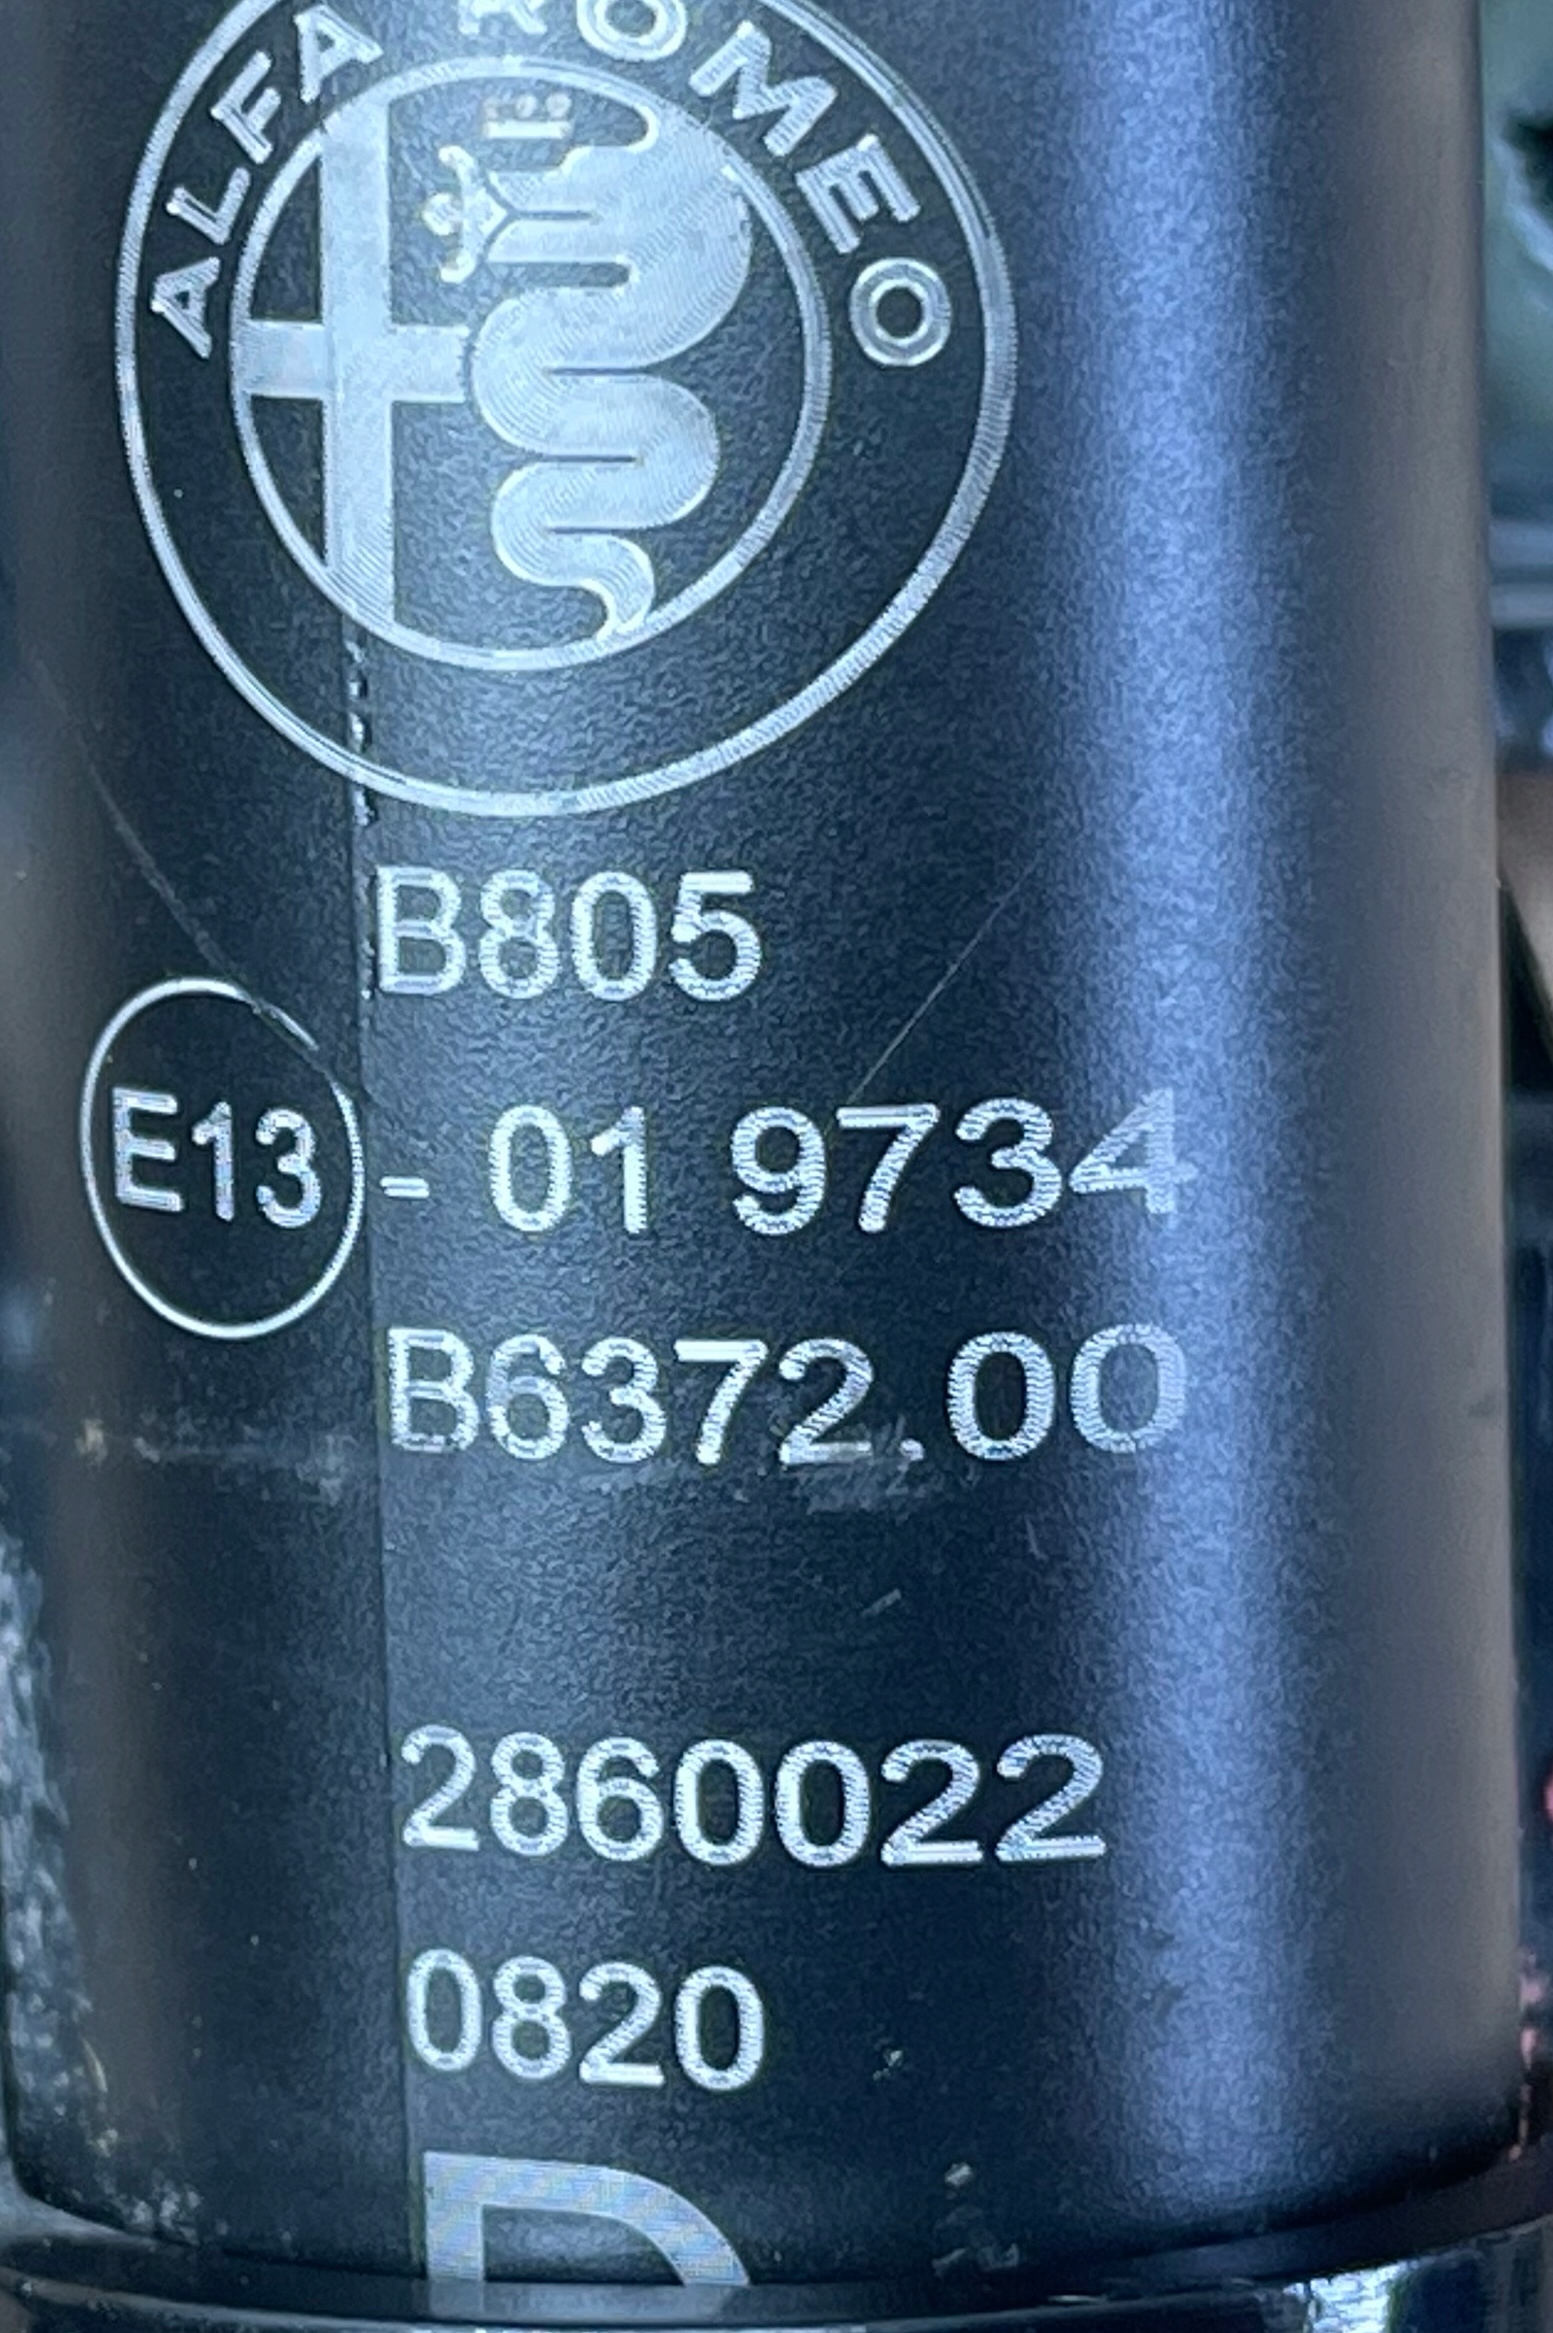 ALFA ROMEO
B805
E13 - 01 9734
B6372.00
2860022
0820